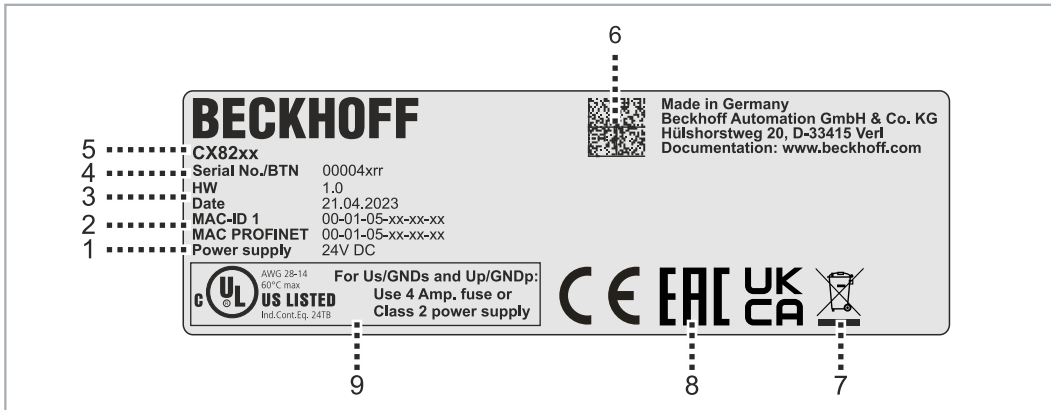 6
BECKHOFF
Made in Germany
Beckhoff Automation GmbH & Co. KG
Hülshorstweg 20, D-33415 Verl
Documentation: www.beckhoff.com
5 CX82xx
4 Serial No./BTN 00004xrr
HW 1.0
3 Date 21.04.2023
2 MAC-ID 1 00-01-05-xx-xx-xx
MAC PROFINET 00-01-05-xx-xx-xx
1 Power supply 24V DC
C UL US LISTED
AWG 28-14
60°C max
Ind.Cont.Eq. 24TB
For Us/GNDs and Up/GNDp:
Use 4 Amp. fuse or
Class 2 power supply
CE EAC UK CA
9 8 7